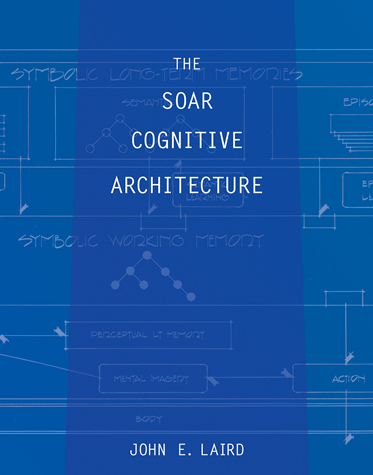 THE
SYMBOLIC LONG-TERM MEMORIES
SOAR
COGNITIVE
ARCHITECTURE
LEARNING
SYMBOLIC WORKING MEMORY
PERCEPTUAL LT MEMORY
MENTAL IMAGERY
ACTION
BODY
JOHN E. LAIRD